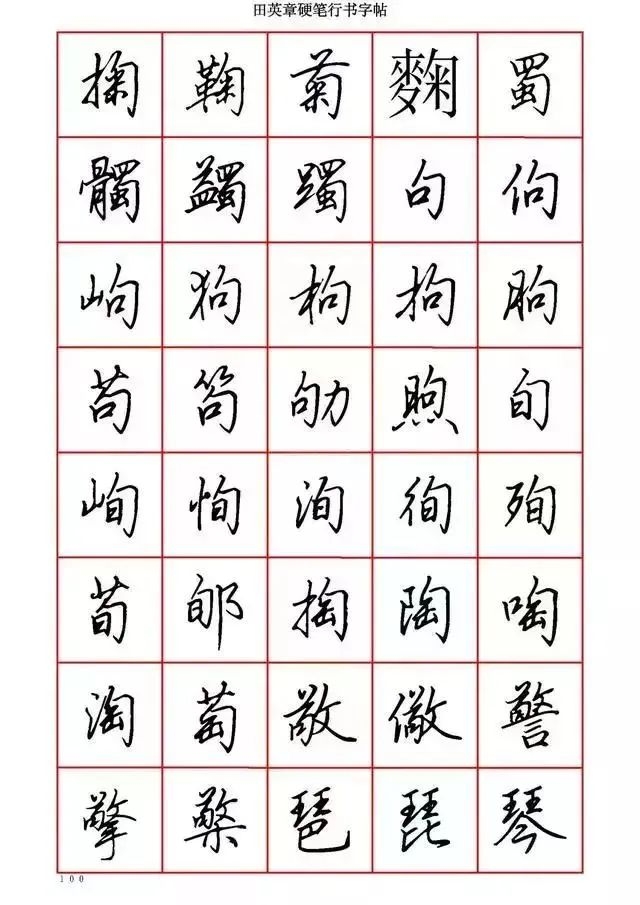 田英章硬笔行书字帖
掬鞠菊麴蜀
髑蠲躅句佝
岣狗枸拘朐
苟笱劬煦旬
峋恂洵徇殉
荀郇掏陶啕
淘萄敬儆警
擎檠琶琵琴
100